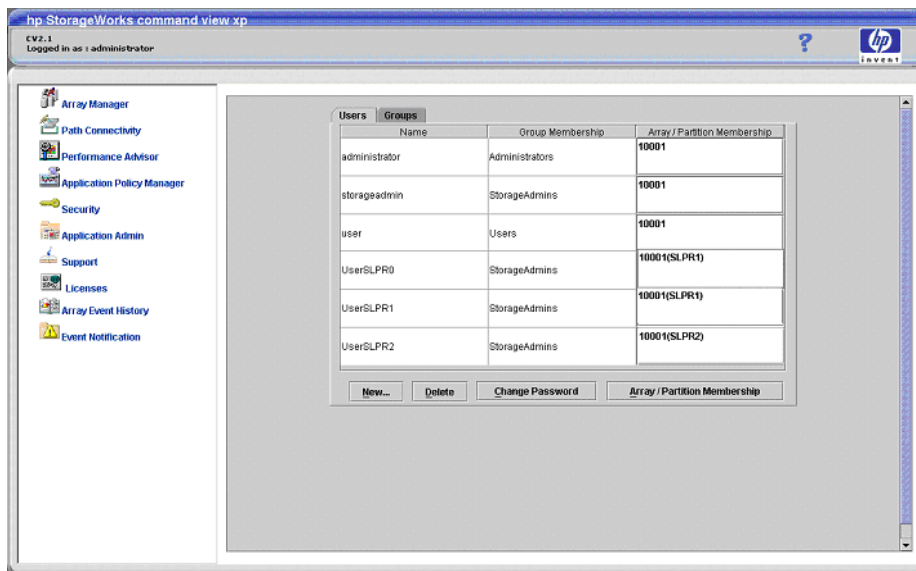 hp StorageWorks command view xp
CV2.1
Logged in as : administrator
?
hp
invent
Array Manager
Path Connectivity
Performance Advisor
Application Policy Manager
Security
Application Admin
Support
Licenses
Array Event History
Event Notification
Users Groups
Name Group Membership Array / Partition Membership
administrator Administrators 10001
storageadmin StorageAdmins 10001
user Users 10001
UserSLPR0 StorageAdmins 10001(SLPR1)
UserSLPR1 StorageAdmins 10001(SLPR1)
UserSLPR2 StorageAdmins 10001(SLPR2)
New... Delete Change Password Array / Partition Membership